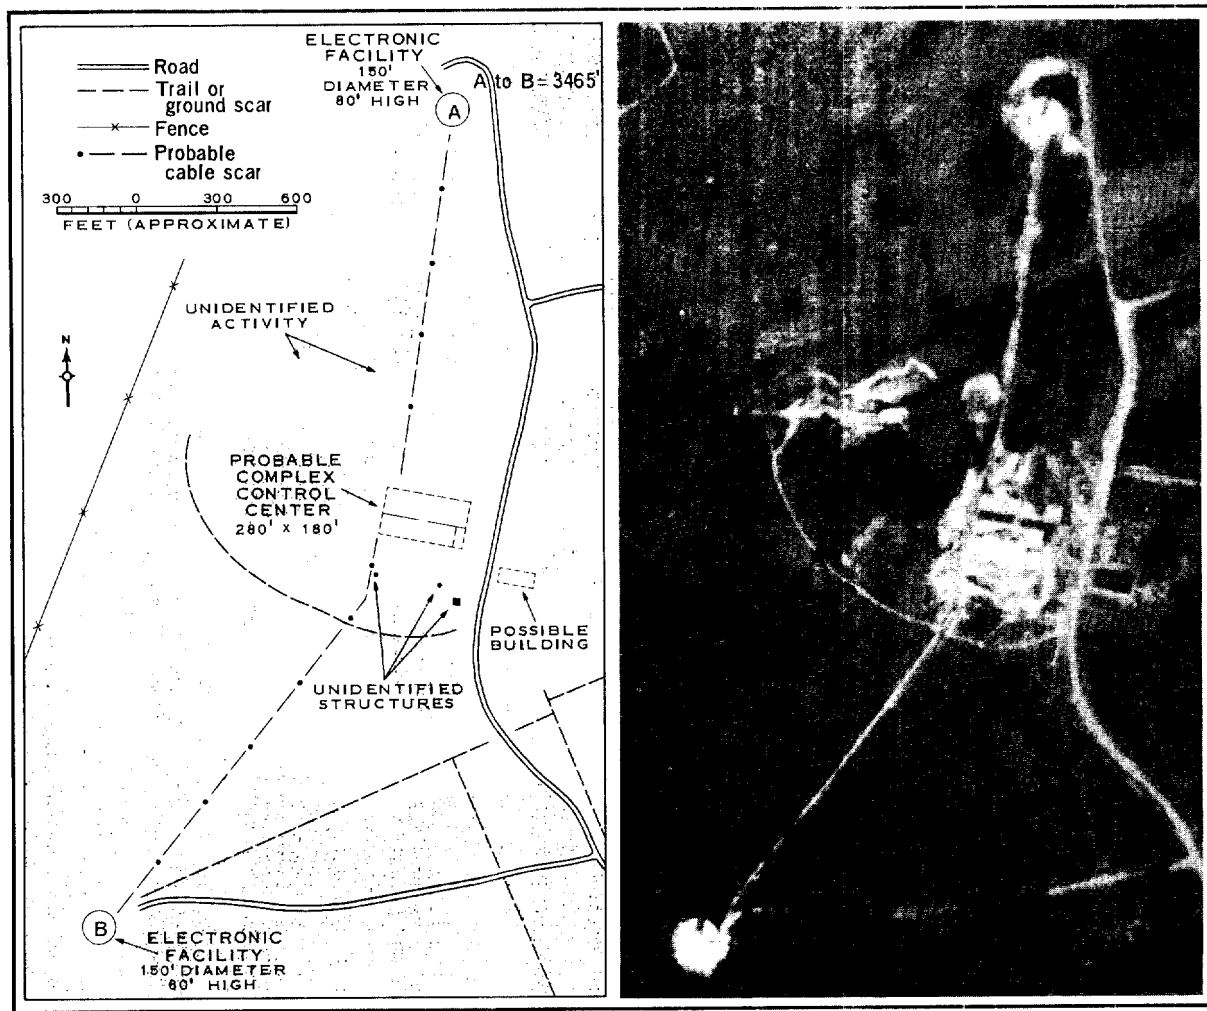 ELECTRONIC
FACILITY
150'
DIAMETER
80' HIGH
A to B = 3465'
A
Road
Trail or
ground scar
Fence
Probable
cable scar
300 0 300 600
FEET (APPROXIMATE)
UNIDENTIFIED
ACTIVITY
N
PROBABLE
COMPLEX
CONTROL
CENTER
280' X 180'
POSSIBLE
BUILDING
UNIDENTIFIED
STRUCTURES
B
ELECTRONIC
FACILITY
150' DIAMETER
HIGH